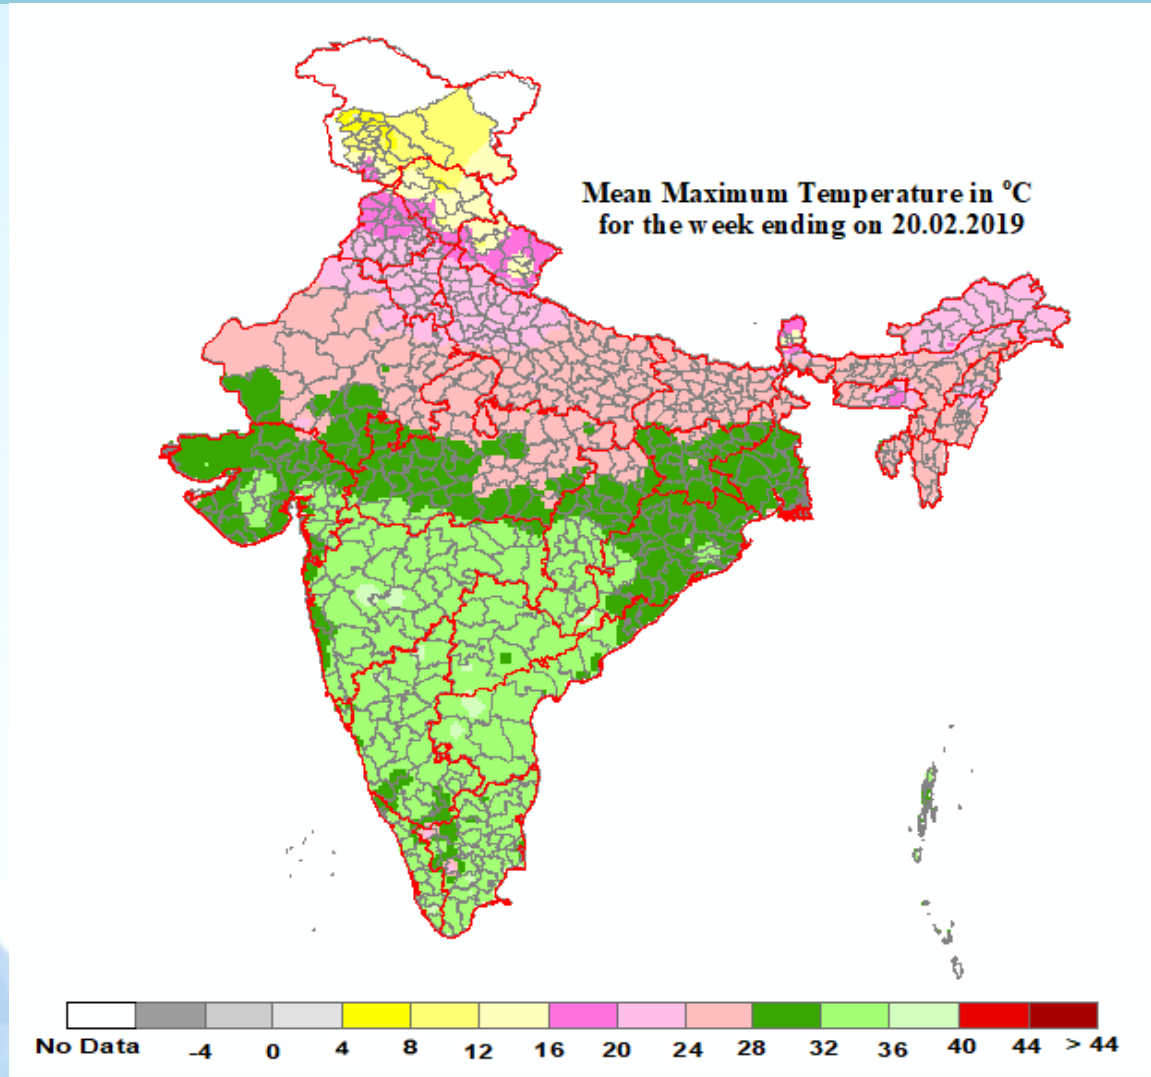 Mean Maximum Temperature in °C
for the week ending on 20.02.2019
No Data -4 0 4 8 12 16 20 24 28 32 36 40 44 > 44